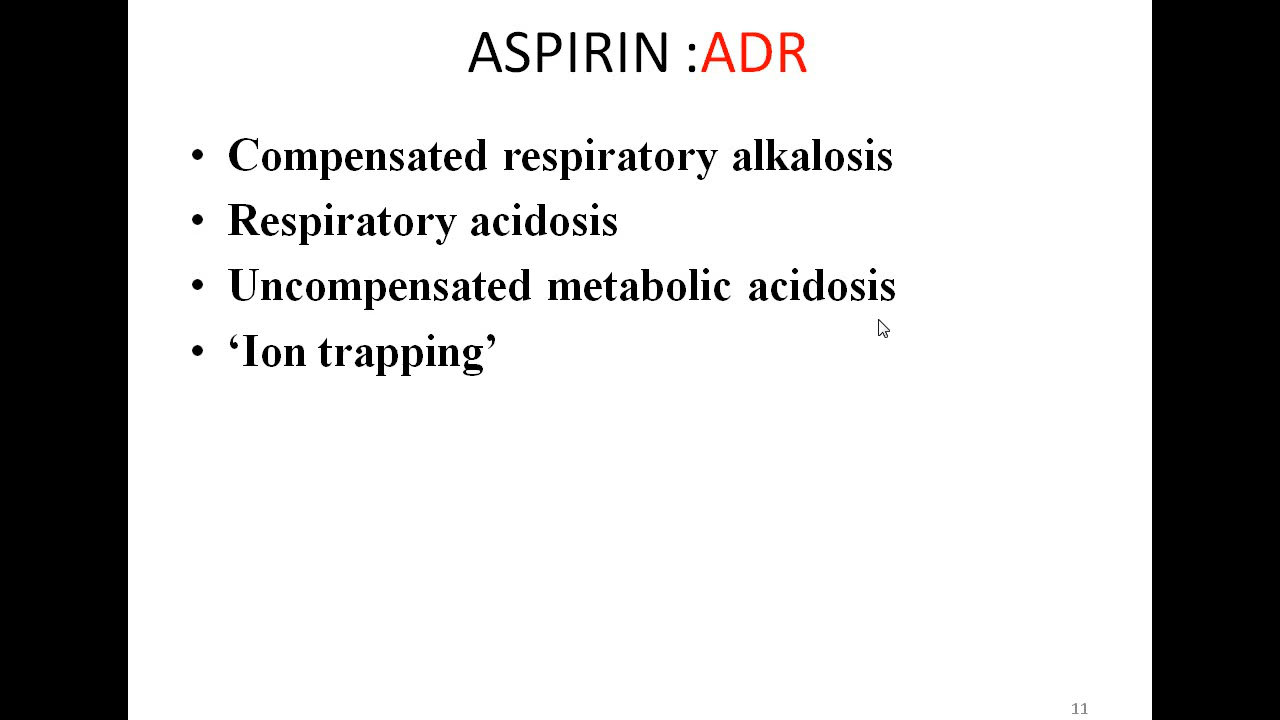 ASPIRIN :ADR
• Compensated respiratory alkalosis
• Respiratory acidosis
• Uncompensated metabolic acidosis
• ‘Ion trapping’
11